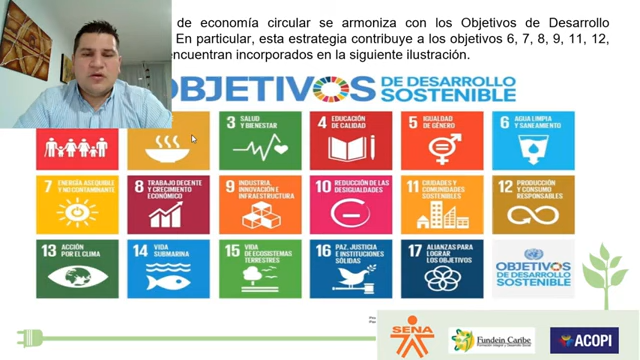 de economía circular se armoniza con los Objetivos de Desarrollo
En particular, esta estrategia contribuye a los objetivos 6, 7, 8, 9, 11, 12,
encuentran incorporados en la siguiente ilustración.
OBJETIVOS DE DESARROLLO SOSTENIBLE
3 SALUD Y BIENESTAR
4 EDUCACIÓN DE CALIDAD
5 IGUALDAD DE GÉNERO
6 AGUA LIMPIA Y SANEAMIENTO
7 ENERGÍA ASEQUIBLE Y NO CONTAMINANTE
8 TRABAJO DECENTE Y CRECIMIENTO ECONÓMICO
9 INDUSTRIA, INNOVACIÓN E INFRAESTRUCTURA
10 REDUCCIÓN DE LAS DESIGUALDADES
11 CIUDADES Y COMUNIDADES SOSTENIBLES
12 PRODUCCIÓN Y CONSUMO RESPONSABLES
13 ACCIÓN POR EL CLIMA
14 VIDA SUBMARINA
15 VIDA DE ECOSISTEMAS TERRESTRES
16 PAZ, JUSTICIA E INSTITUCIONES SÓLIDAS
17 ALIANZAS PARA LOGRAR LOS OBJETIVOS
OBJETIVOS DE DESARROLLO SOSTENIBLE
SENA
Fundein Caribe
ACOPI